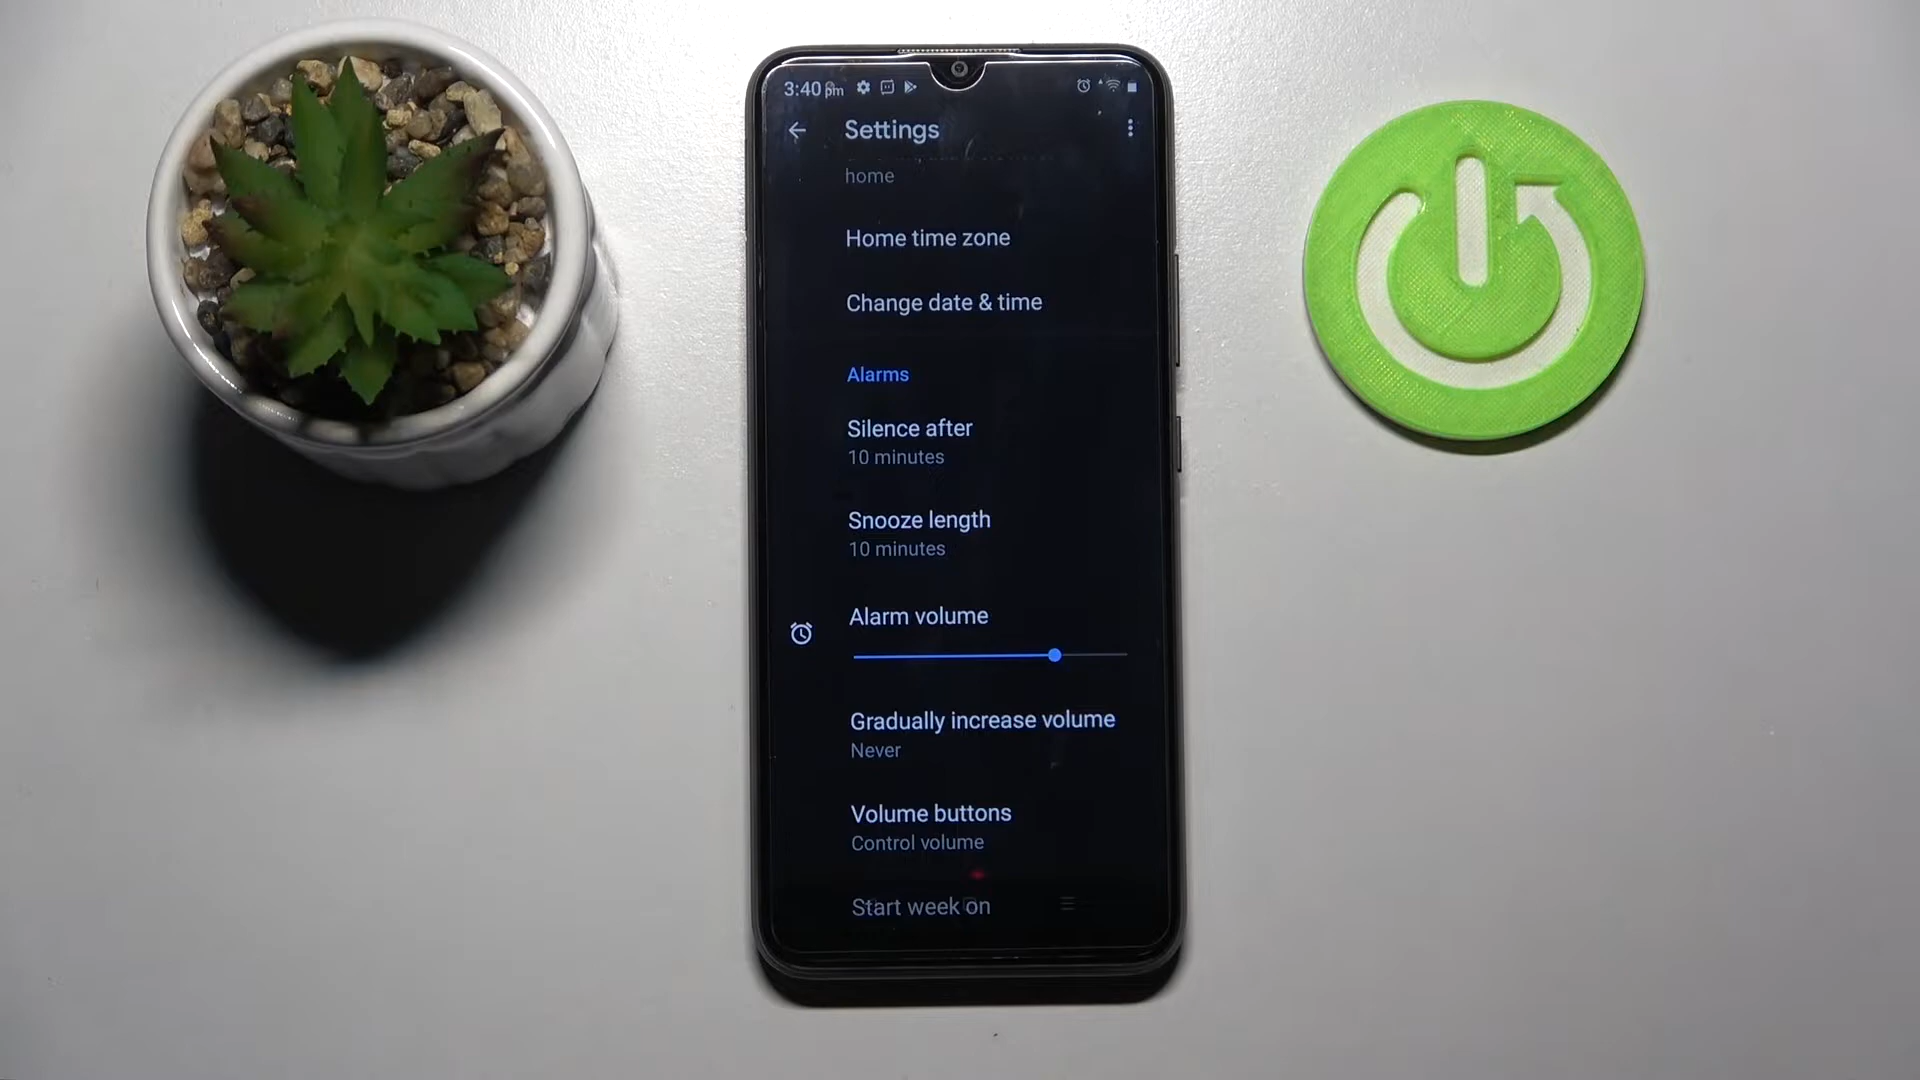 3:40 pm
Settings
home
Home time zone
Change date & time
Alarms
Silence after
10 minutes
Snooze length
10 minutes
Alarm volume
Gradually increase volume
Never
Volume buttons
Control volume
Start week on